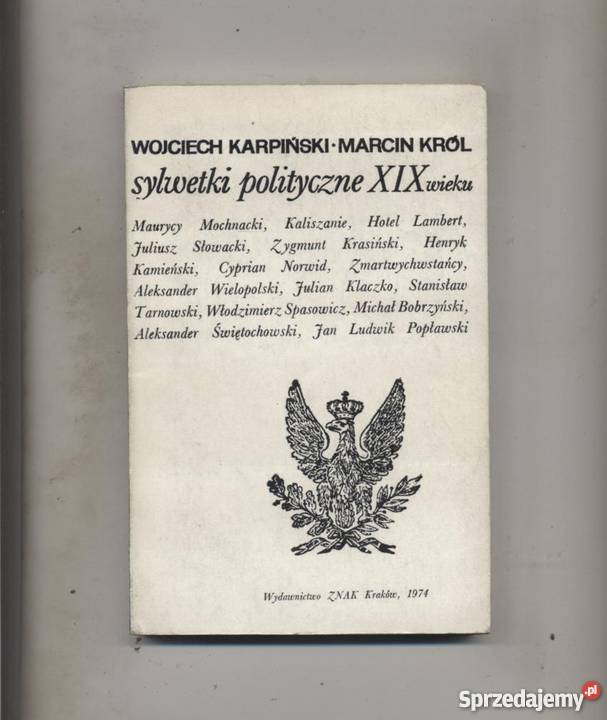 WOJCIECH KARPIŃSKI · MARCIN KRÓL
sylwetki polityczne XIX wieku
Maurycy Mochnacki, Kaliszanie, Hotel Lambert,
Juliusz Słowacki, Zygmunt Krasiński, Henryk
Kamieński, Cyprian Norwid, Zmartwychwstańcy,
Aleksander Wielopolski, Julian Klaczko, Stanisław
Tarnowski, Włodzimierz Spasowicz, Michał Bobrzyński,
Aleksander Świętochowski, Jan Ludwik Popławski
Wydawnictwo ZNAK Kraków, 1974
Sprzedajemy.pl